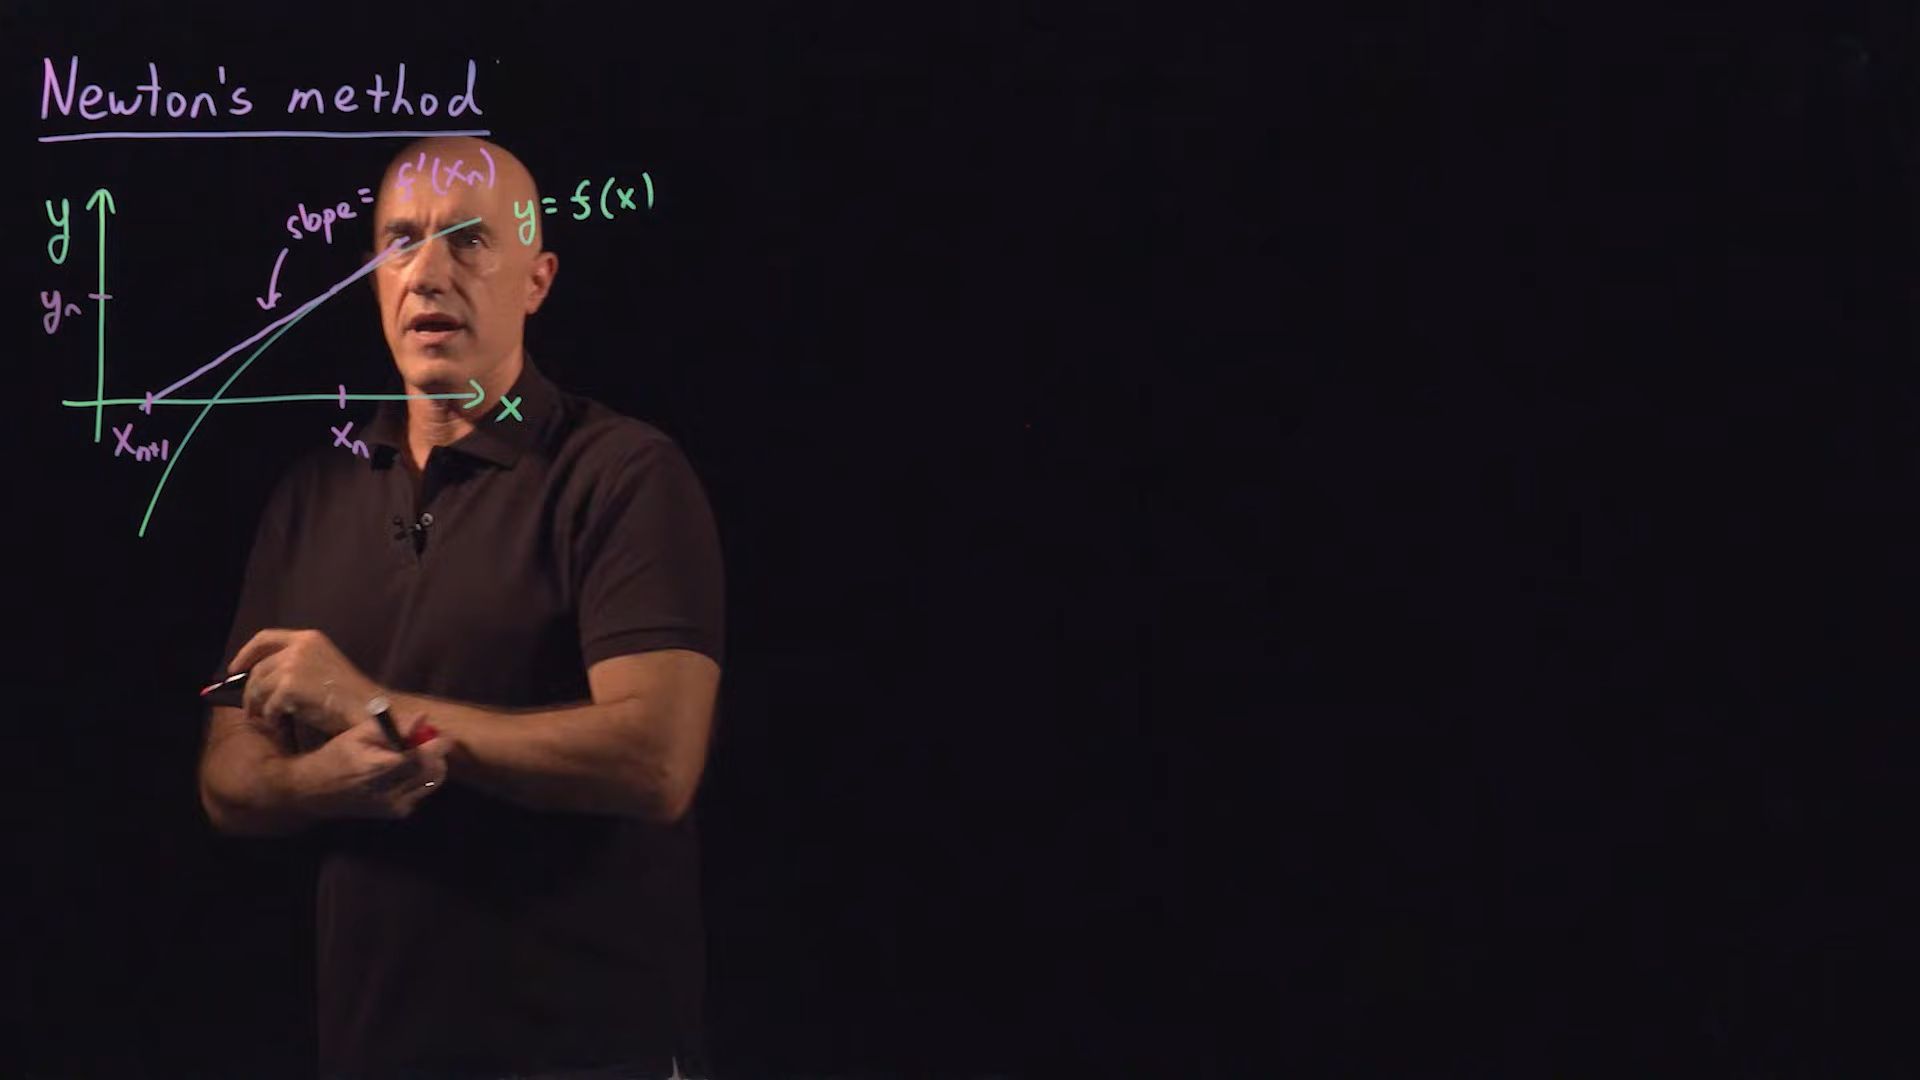 Newton's method
slope = f'(xₙ)
y = f(x)
y
yₙ
x
xₙ₊₁
xₙ